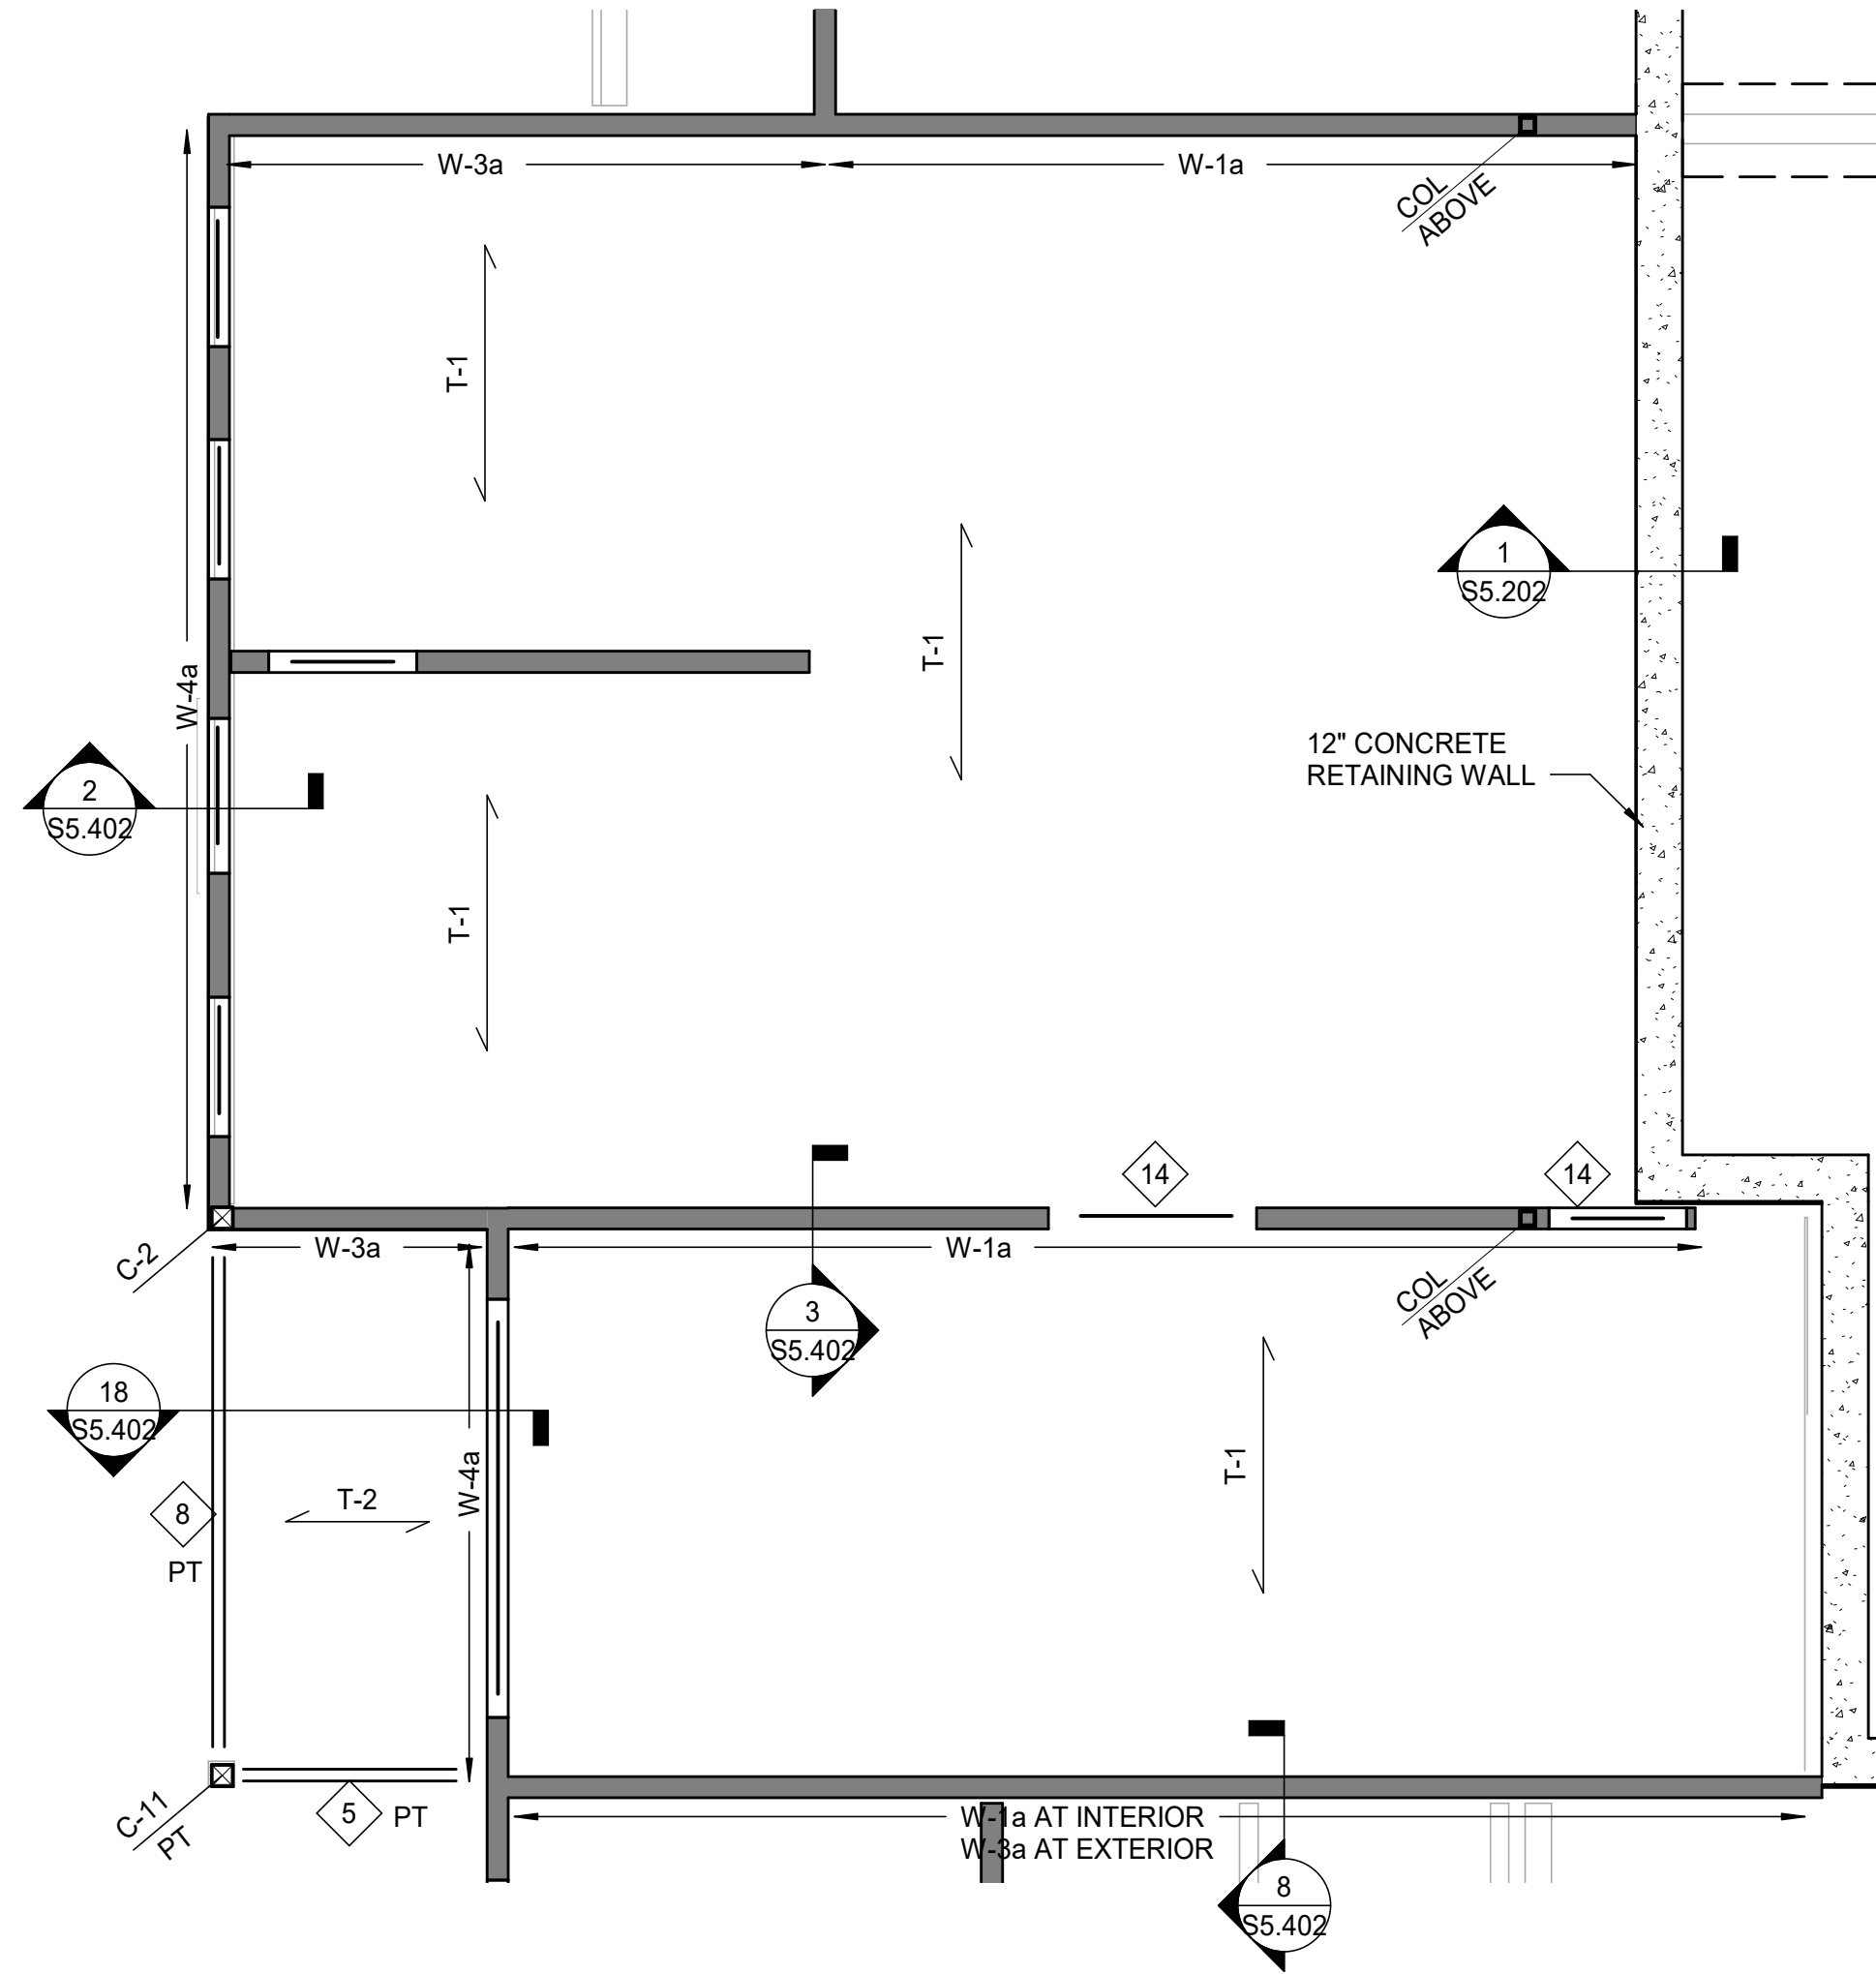 W-3a
W-1a
COL
ABOVE
T-1
1
S5.202
T-1
W-4a
12" CONCRETE
RETAINING WALL
2
S5.402
T-1
14
14
C-2
W-3a
W-1a
COL
ABOVE
3
S5.402
18
S5.402
W-4a
T-1
8
T-2
PT
C-11
PT
5
PT
W-1a AT INTERIOR
W-3a AT EXTERIOR
8
S5.402